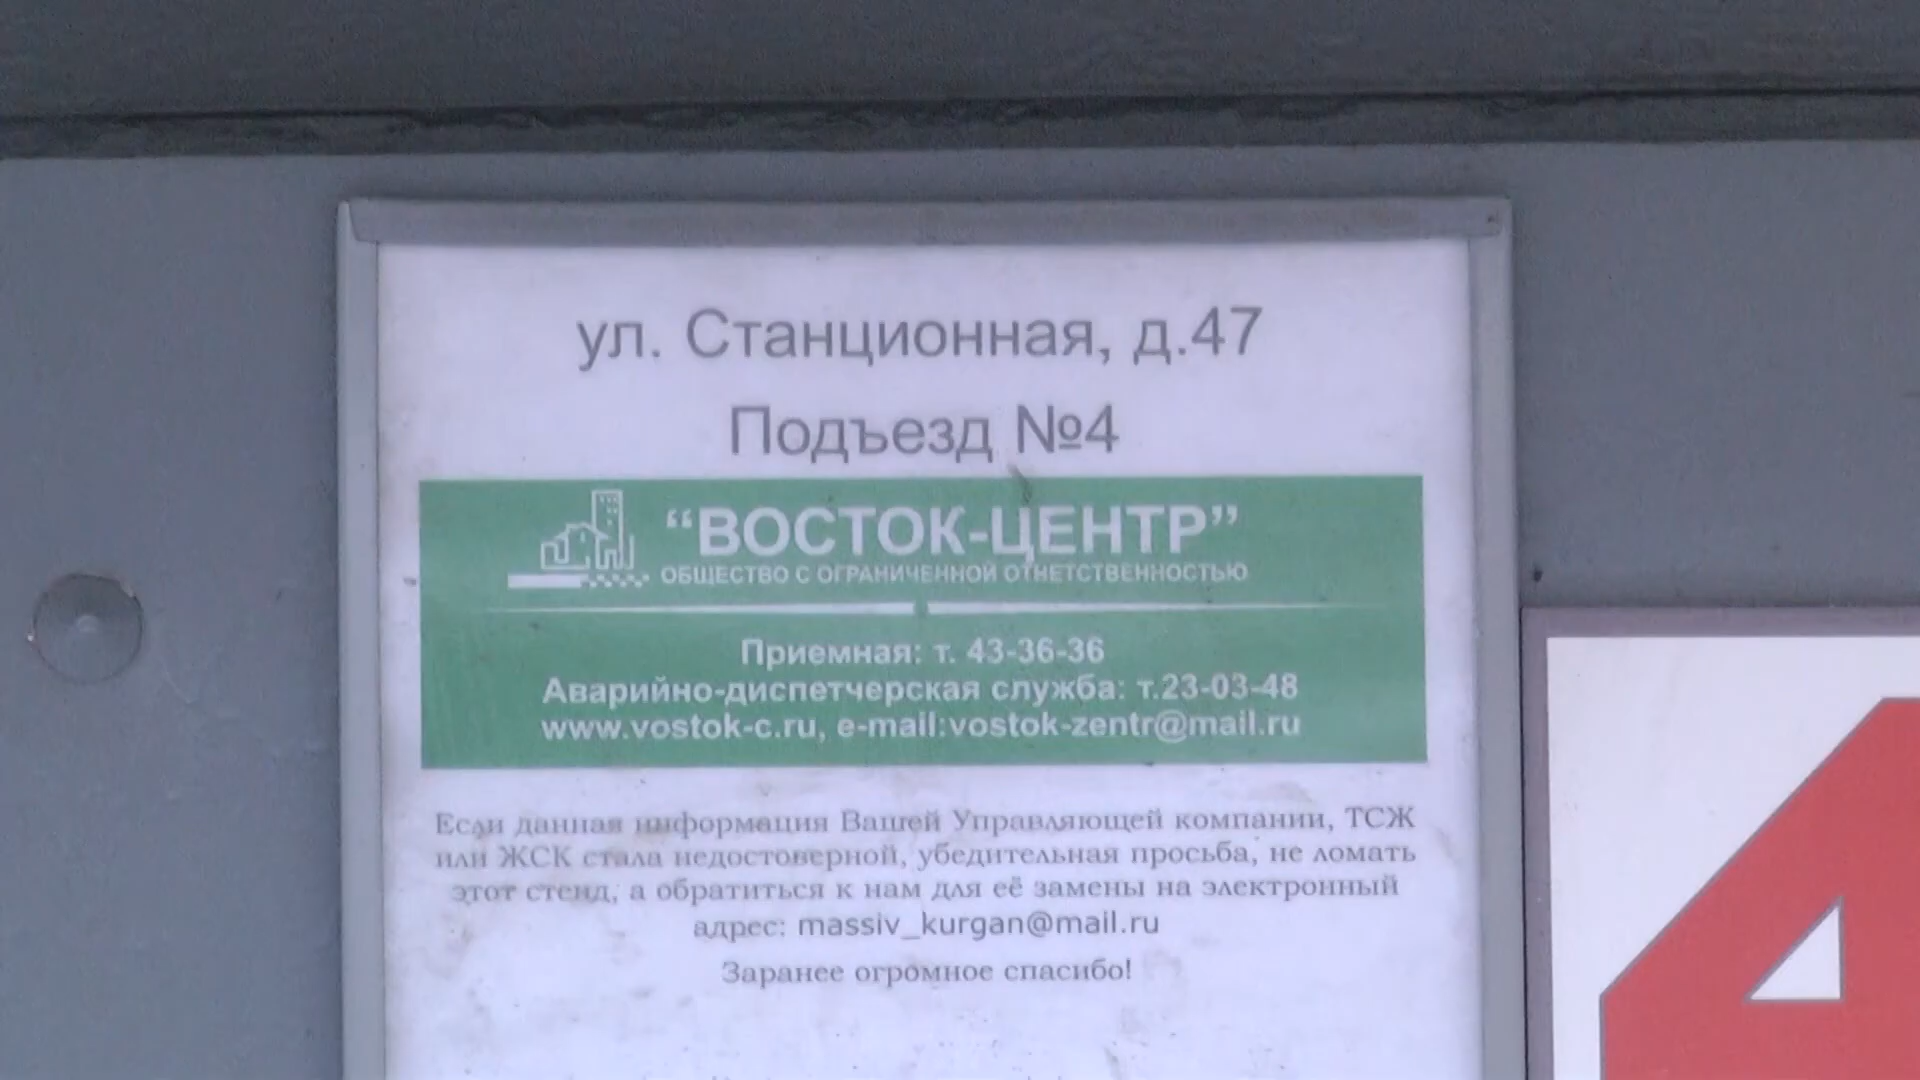 ул. Станционная, д.47
Подъезд №4
“ВОСТОК-ЦЕНТР”
ОБЩЕСТВО С ОГРАНИЧЕННОЙ ОТНЕТСТВЕННОСТЬЮ
Приемная: т. 43-36-36
Аварийно-диспетчерская служба: т.23-03-48
www.vostok-c.ru, e-mail:vostok-zentr@mail.ru
Если данная информация Вашей Управляющей компании, ТСЖ
или ЖСК стала недостоверной, убедительная просьба, не ломать
этот стенд, а обратиться к нам для её замены на электронный
адрес: massiv_kurgan@mail.ru
Заранее огромное спасибо!
4